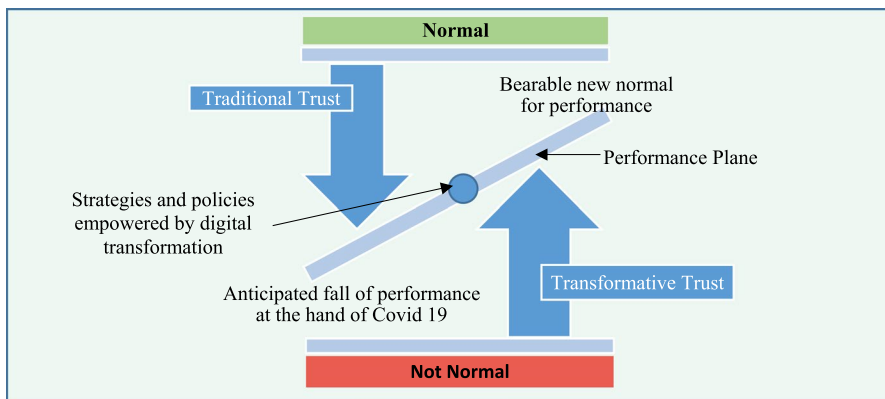 Normal
Traditional Trust
Bearable new normal
for performance
Performance Plane
Strategies and policies
empowered by digital
transformation
Anticipated fall of performance
at the hand of Covid 19
Transformative Trust
Not Normal